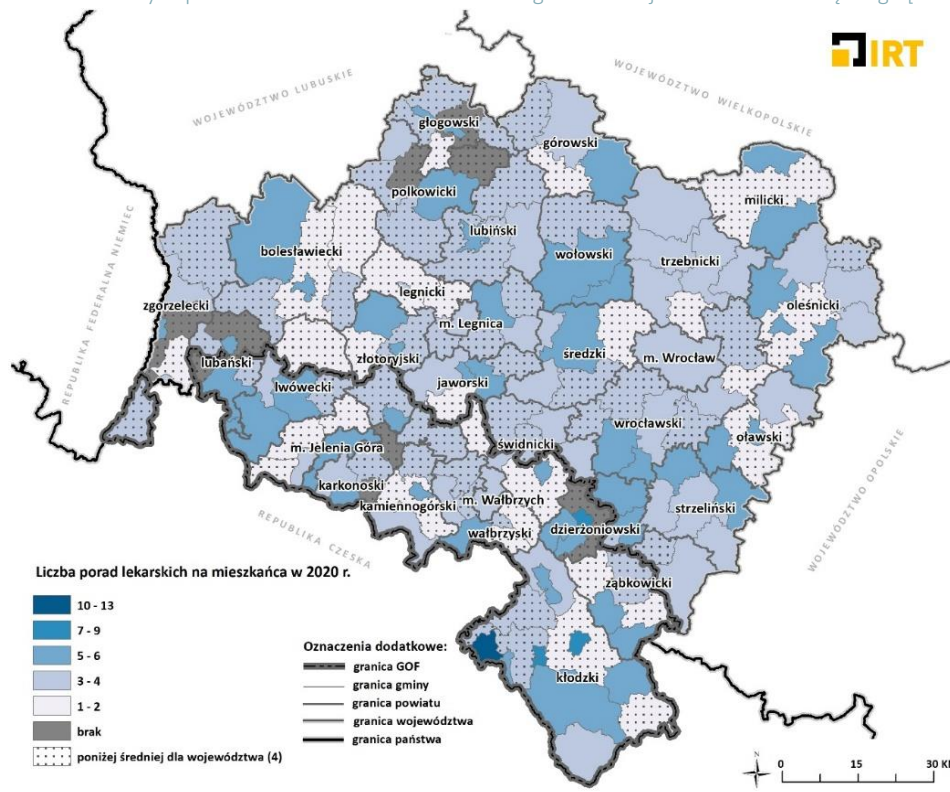 IRT
WOJEWÓDZTWO LUBUSKIE
WOJEWÓDZTWO WIELKOPOLSKIE
głogowski
górowski
polkowicki
milicki
lubiński
bolesławiecki
wołowski
trzebnicki
legnicki
oleśnicki
zgorzelecki
m. Legnica
REPUBLIKA FEDERALNA NIEMIEC
lubański
złotoryjski
średzki
m. Wrocław
lwówecki
jaworski
wrocławski
oławski
m. Jelenia Góra
świdnicki
karkonoski
kamiennogórski
m. Wałbrzych
strzeliński
wałbrzyski
dzierżoniowski
REPUBLIKA CZESKA
WOJEWÓDZTWO OPOLSKIE
ząbkowicki
kłodzki
Liczba porad lekarskich na mieszkańca w 2020 r.
10 - 13
7 - 9
5 - 6
3 - 4
1 - 2
brak
poniżej średniej dla województwa (4)
Oznaczenia dodatkowe:
granica GOF
granica gminy
granica powiatu
granica województwa
granica państwa
N
0 15 30